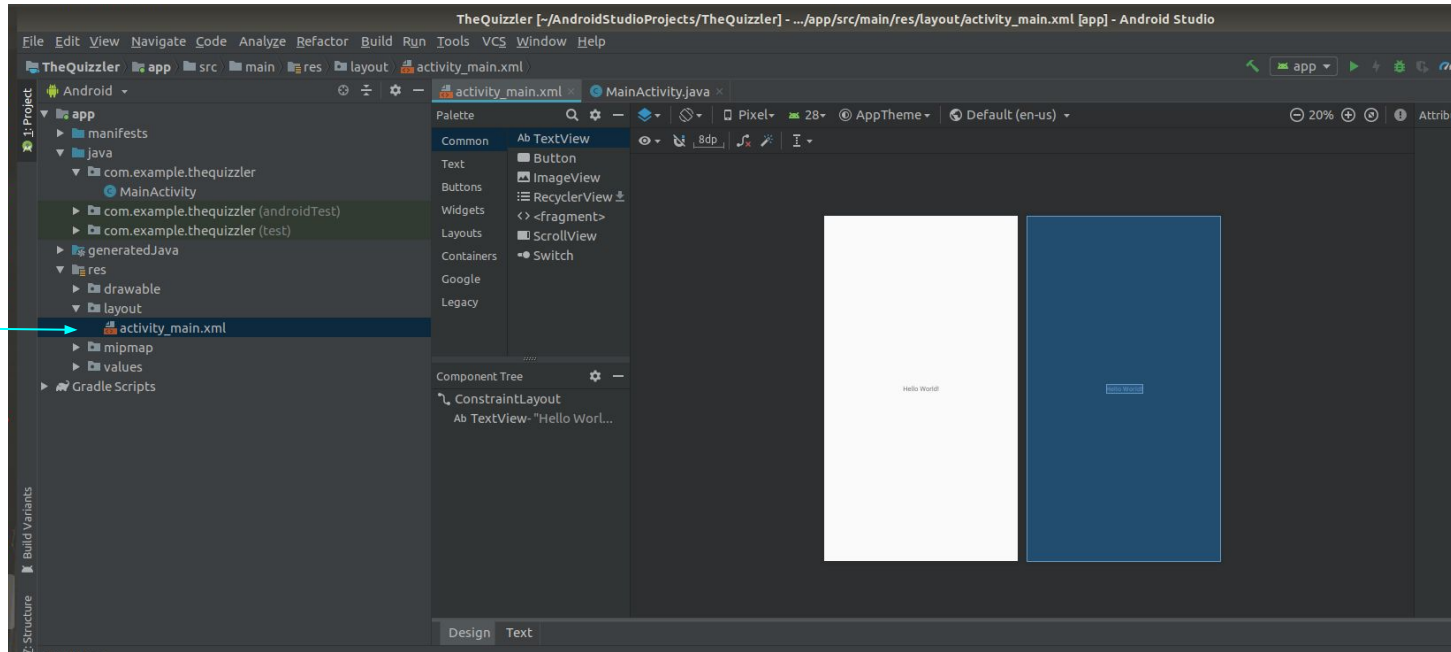 TheQuizzler [~/AndroidStudioProjects/TheQuizzler] - .../app/src/main/res/layout/activity_main.xml [app] - Android Studio
File Edit View Navigate Code Analyze Refactor Build Run Tools VCS Window Help
TheQuizzler app src main res layout activity_main.xml
app
1: Project
Android
activity_main.xml
MainActivity.java
app
manifests
java
com.example.thequizzler
MainActivity
com.example.thequizzler (androidTest)
com.example.thequizzler (test)
generatedJava
res
drawable
layout
activity_main.xml
mipmap
values
Gradle Scripts
Palette
Common
Text
Buttons
Widgets
Layouts
Containers
Google
Legacy
Ab TextView
Button
ImageView
RecyclerView
<fragment>
ScrollView
Switch
Pixel 28 AppTheme Default (en-us)
20%
Attrib
8dp
Component Tree
ConstraintLayout
Ab TextView- "Hello Worl...
Hello World!
Hello World!
Build Variants
Z: Structure
Design Text